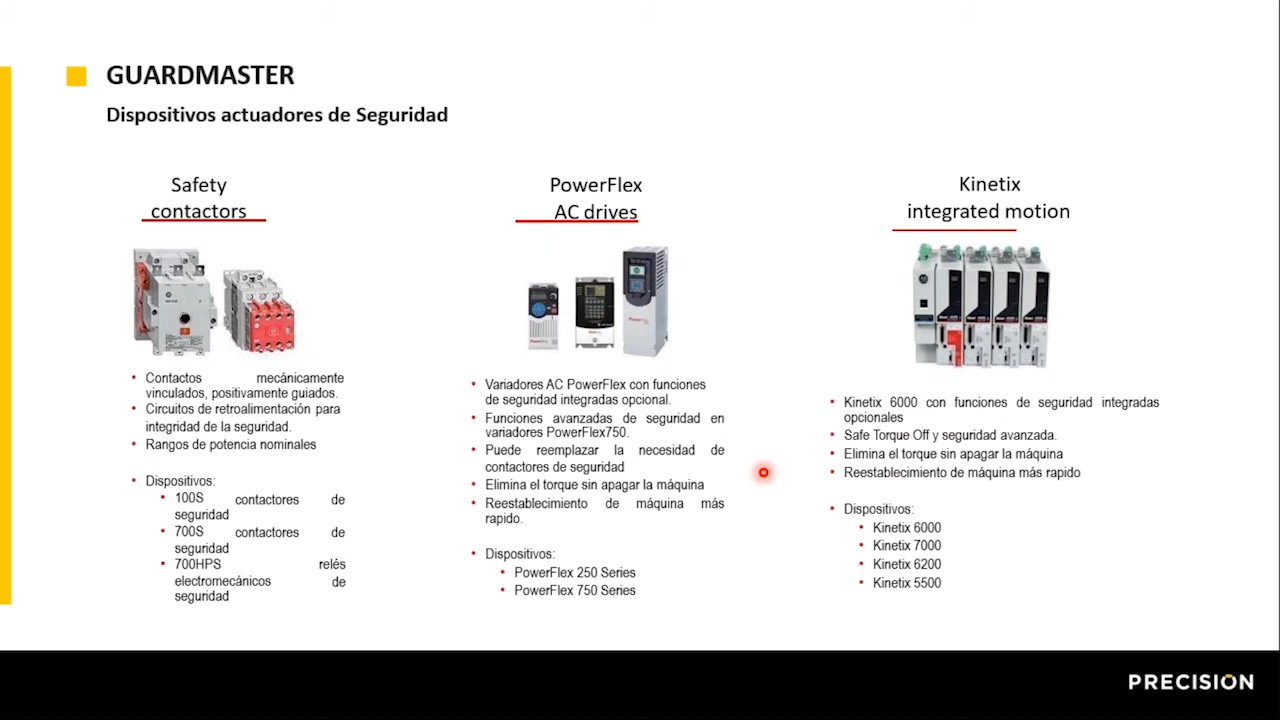 GUARDMASTER
Dispositivos actuadores de Seguridad
Safety
contactors
Contactos mecánicamente
vinculados, positivamente guiados.
Circuitos de retroalimentación para
integridad de la seguridad.
Rangos de potencia nominales
Dispositivos:
100S contactores de
seguridad
700S contactores de
seguridad
700HPS relés
electromecánicos de
seguridad
PowerFlex
AC drives
Variadores AC PowerFlex con funciones
de seguridad integradas opcional.
Funciones avanzadas de seguridad en
variadores PowerFlex750.
Puede reemplazar la necesidad de
contactores de seguridad
Elimina el torque sin apagar la máquina
Reestablecimiento de máquina más
rapido.
Dispositivos:
PowerFlex 250 Series
PowerFlex 750 Series
Kinetix
integrated motion
Kinetix 6000 con funciones de seguridad integradas
opcionales
Safe Torque Off y seguridad avanzada.
Elimina el torque sin apagar la máquina
Reestablecimiento de máquina más rapido
Dispositivos:
Kinetix 6000
Kinetix 7000
Kinetix 6200
Kinetix 5500
PRECISION